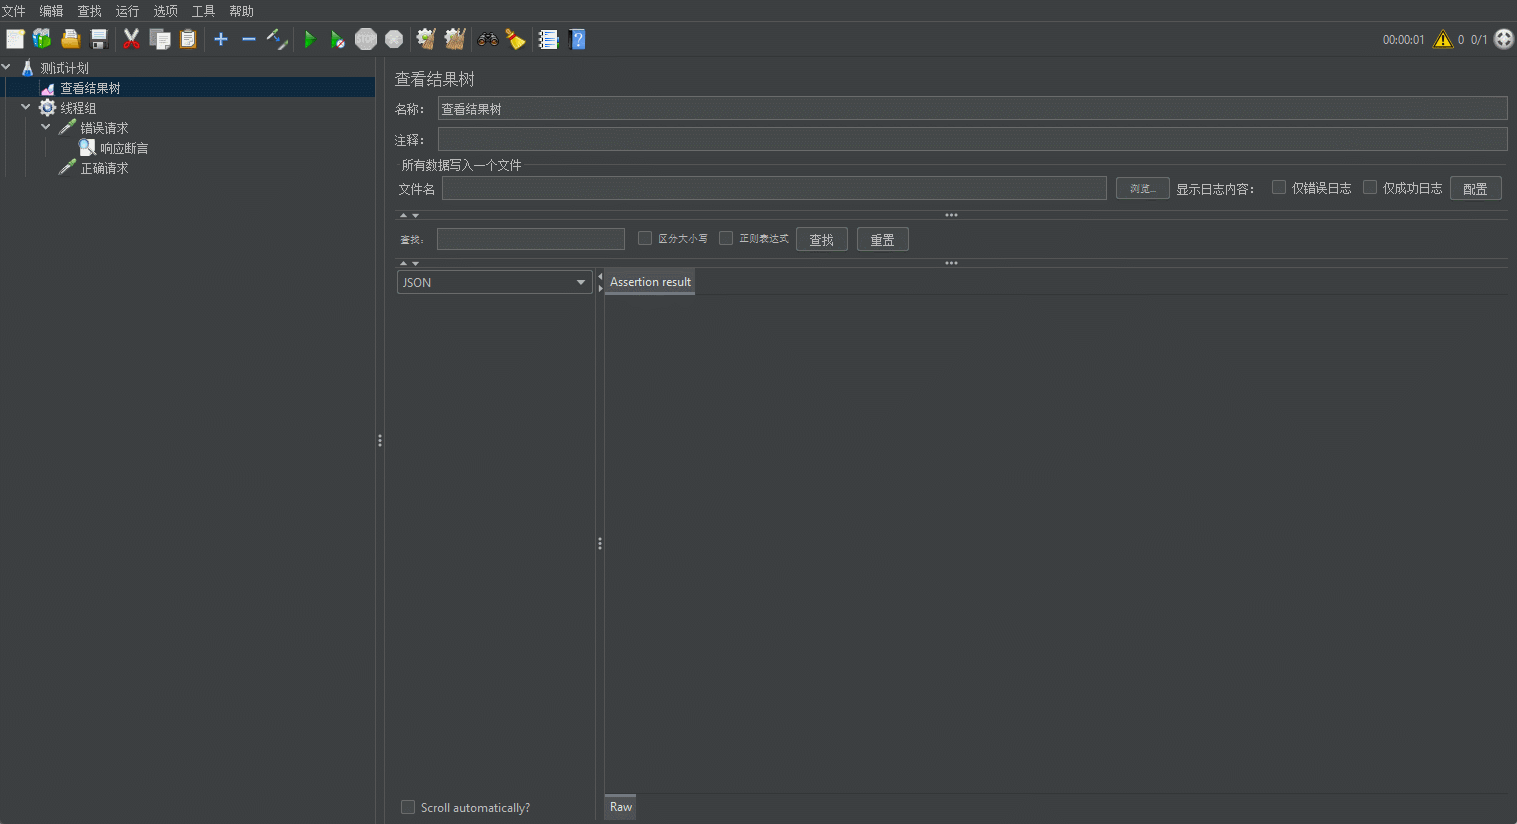 文件 编辑 查找 运行 选项 工具 帮助
STOP
00:00:01 0 0/1
测试计划
查看结果树
线程组
错误请求
响应断言
正确请求
查看结果树
名称： 查看结果树
注释：
所有数据写入一个文件
文件名 浏览... 显示日志内容： 仅错误日志 仅成功日志 配置
查找： 区分大小写 正则表达式 查找 重置
JSON Assertion result
Scroll automatically? Raw